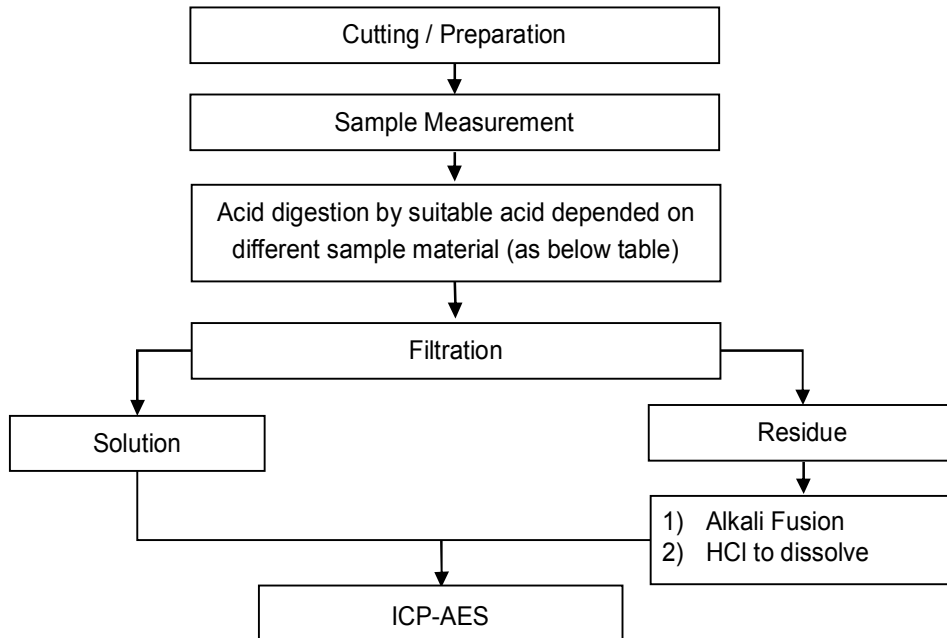 Cutting / Preparation
Sample Measurement
Acid digestion by suitable acid depended on
different sample material (as below table)
Filtration
Solution
Residue
1) Alkali Fusion
2) HCl to dissolve
ICP-AES